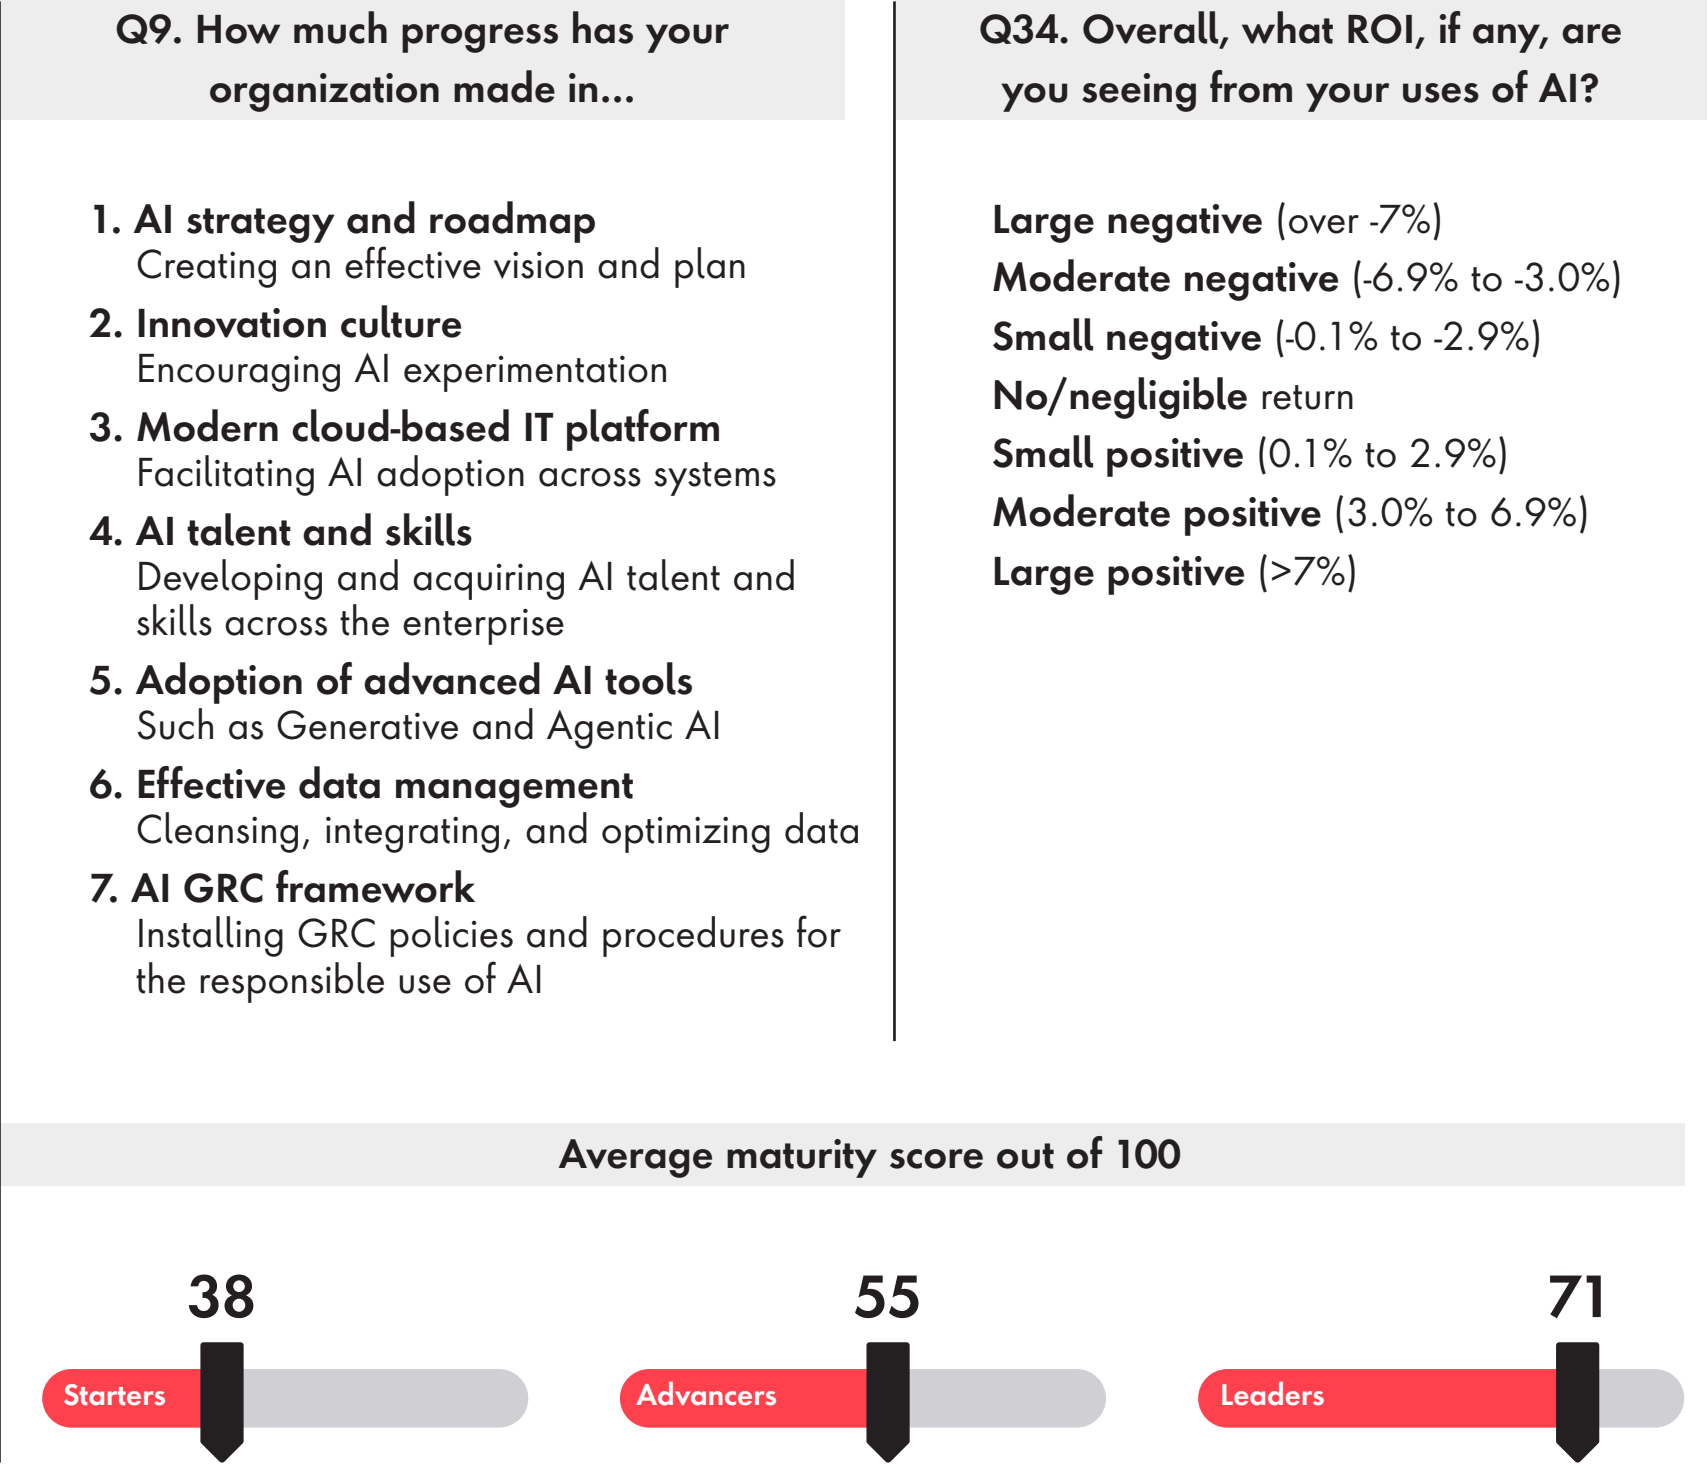 Q9. How much progress has your
organization made in...
1. AI strategy and roadmap
Creating an effective vision and plan
2. Innovation culture
Encouraging AI experimentation
3. Modern cloud-based IT platform
Facilitating AI adoption across systems
4. AI talent and skills
Developing and acquiring AI talent and
skills across the enterprise
5. Adoption of advanced AI tools
Such as Generative and Agentic AI
6. Effective data management
Cleansing, integrating, and optimizing data
7. AI GRC framework
Installing GRC policies and procedures for
the responsible use of AI
Q34. Overall, what ROI, if any, are
you seeing from your uses of AI?
Large negative (over -7%)
Moderate negative (-6.9% to -3.0%)
Small negative (-0.1% to -2.9%)
No/negligible return
Small positive (0.1% to 2.9%)
Moderate positive (3.0% to 6.9%)
Large positive (>7%)
Average maturity score out of 100
38
Starters
55
Advancers
71
Leaders